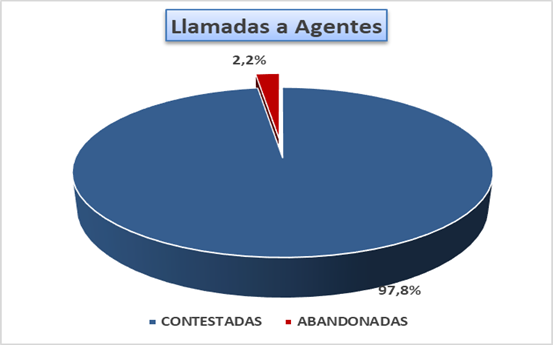 Llamadas a Agentes
2,2%
97,8%
CONTESTADAS ABANDONADAS